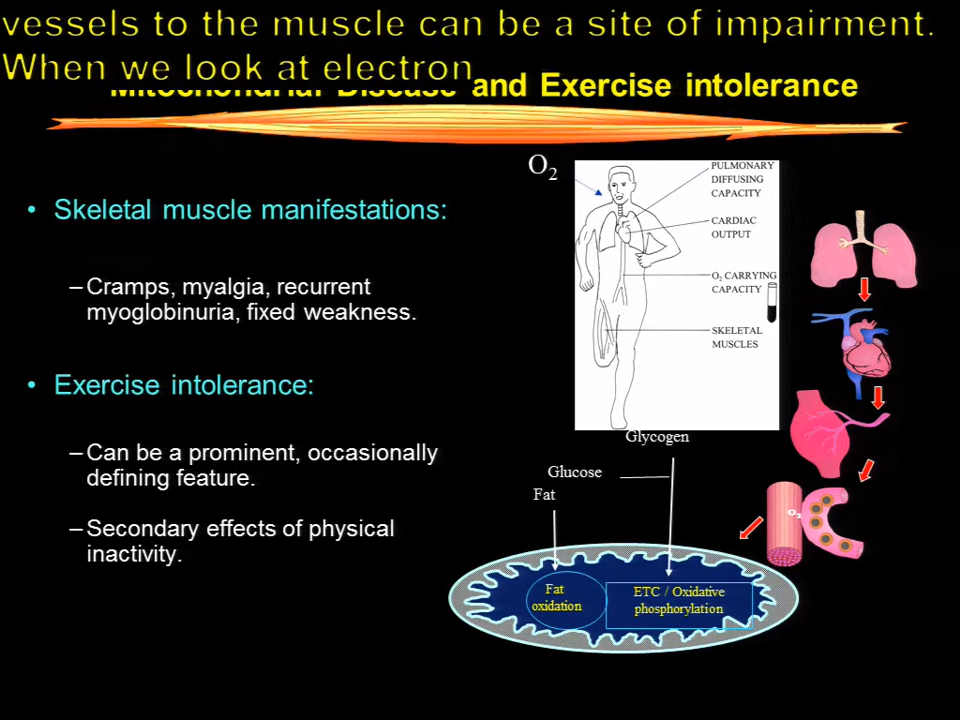 vessels to the muscle can be a site of impairment.
When we look at electron
Mitochondrial Disease and Exercise intolerance
O₂
PULMONARY
DIFFUSING
CAPACITY
CARDIAC
OUTPUT
O₂ CARRYING
CAPACITY
SKELETAL
MUSCLES
• Skeletal muscle manifestations:
– Cramps, myalgia, recurrent
myoglobinuria, fixed weakness.
• Exercise intolerance:
– Can be a prominent, occasionally
defining feature.
– Secondary effects of physical
inactivity.
Glycogen
Glucose
Fat
O₂
Fat
oxidation
ETC / Oxidative
phosphorylation